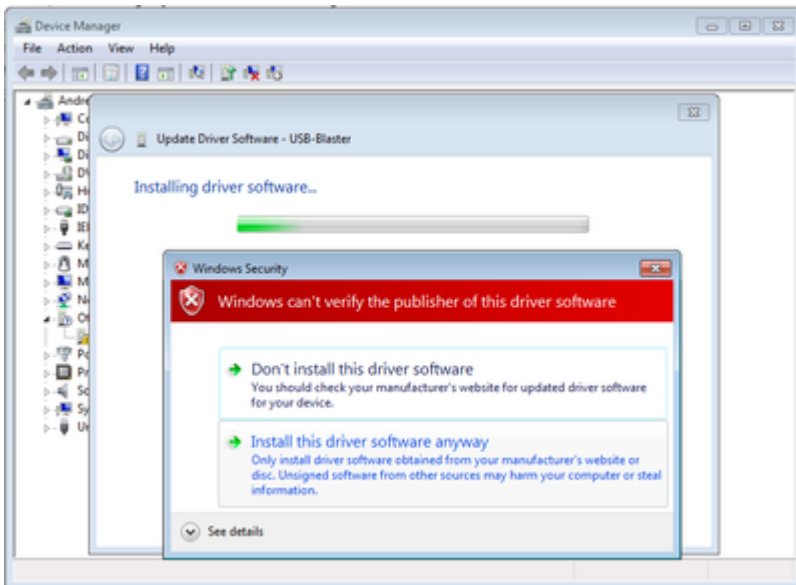 Device Manager
File Action View Help
Andre
Update Driver Software - USB-Blaster
Installing driver software...
Windows Security
Windows can't verify the publisher of this driver software
Don't install this driver software
You should check your manufacturer's website for updated driver software
for your device.
Install this driver software anyway
Only install driver software obtained from your manufacturer's website or
disc. Unsigned software from other sources may harm your computer or steal
information.
See details